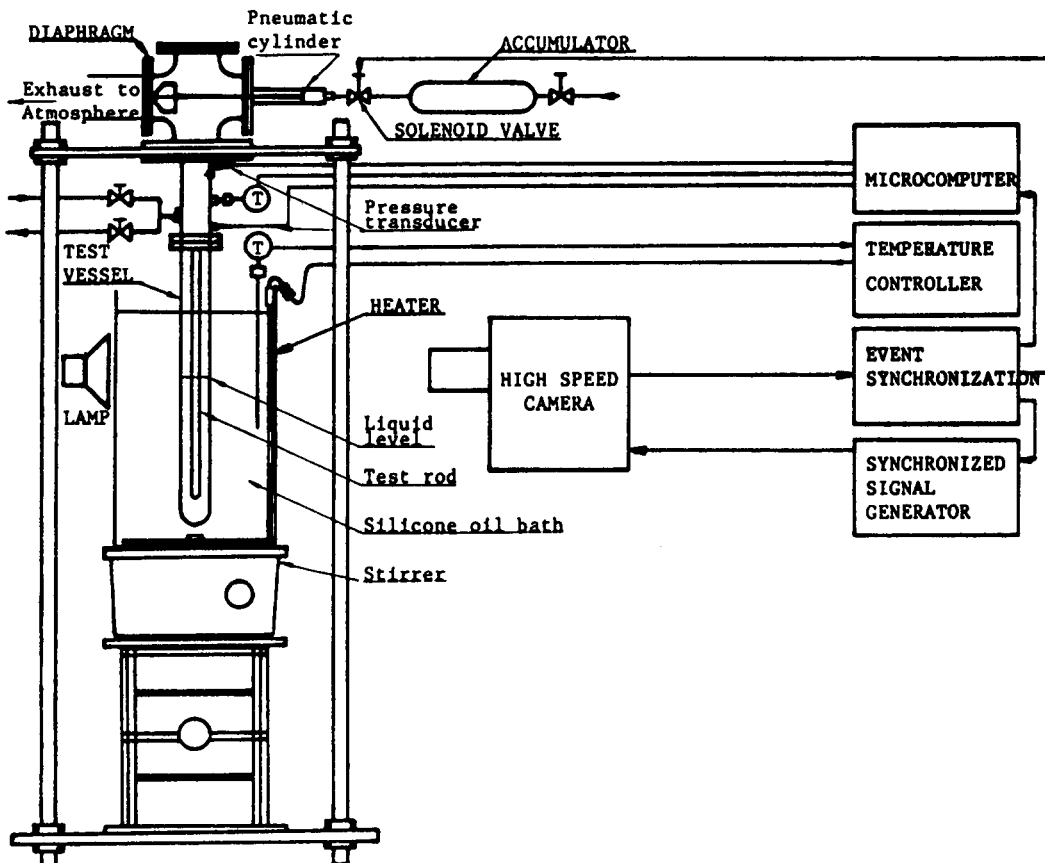 Pneumatic
cylinder
DIAPHRAGM
ACCUMULATOR
Exhaust to
Atmosphere
SOLENOID VALVE
MICROCOMPUTER
T
Pressure
transducer
T
TEST
VESSEL
TEMPERATURE
CONTROLLER
HEATER
EVENT
SYNCHRONIZATION
HIGH SPEED
CAMERA
LAMP
Liquid
level
Test rod
SYNCHRONIZED
SIGNAL
GENERATOR
Silicone oil bath
Stirrer